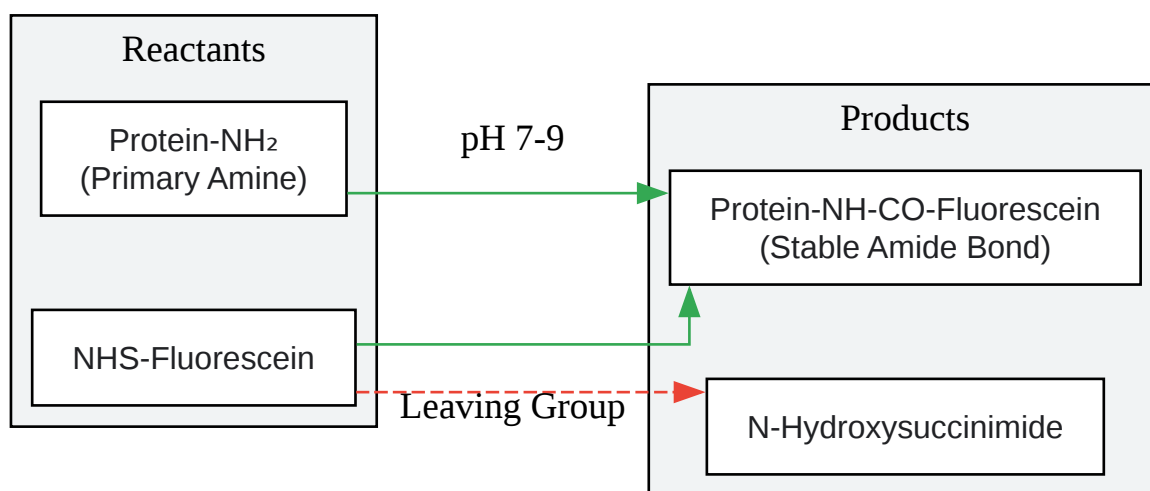 Reactants
Protein-NH₂
(Primary Amine)
NHS-Fluorescein
pH 7-9
Leaving Group
Products
Protein-NH-CO-Fluorescein
(Stable Amide Bond)
N-Hydroxysuccinimide